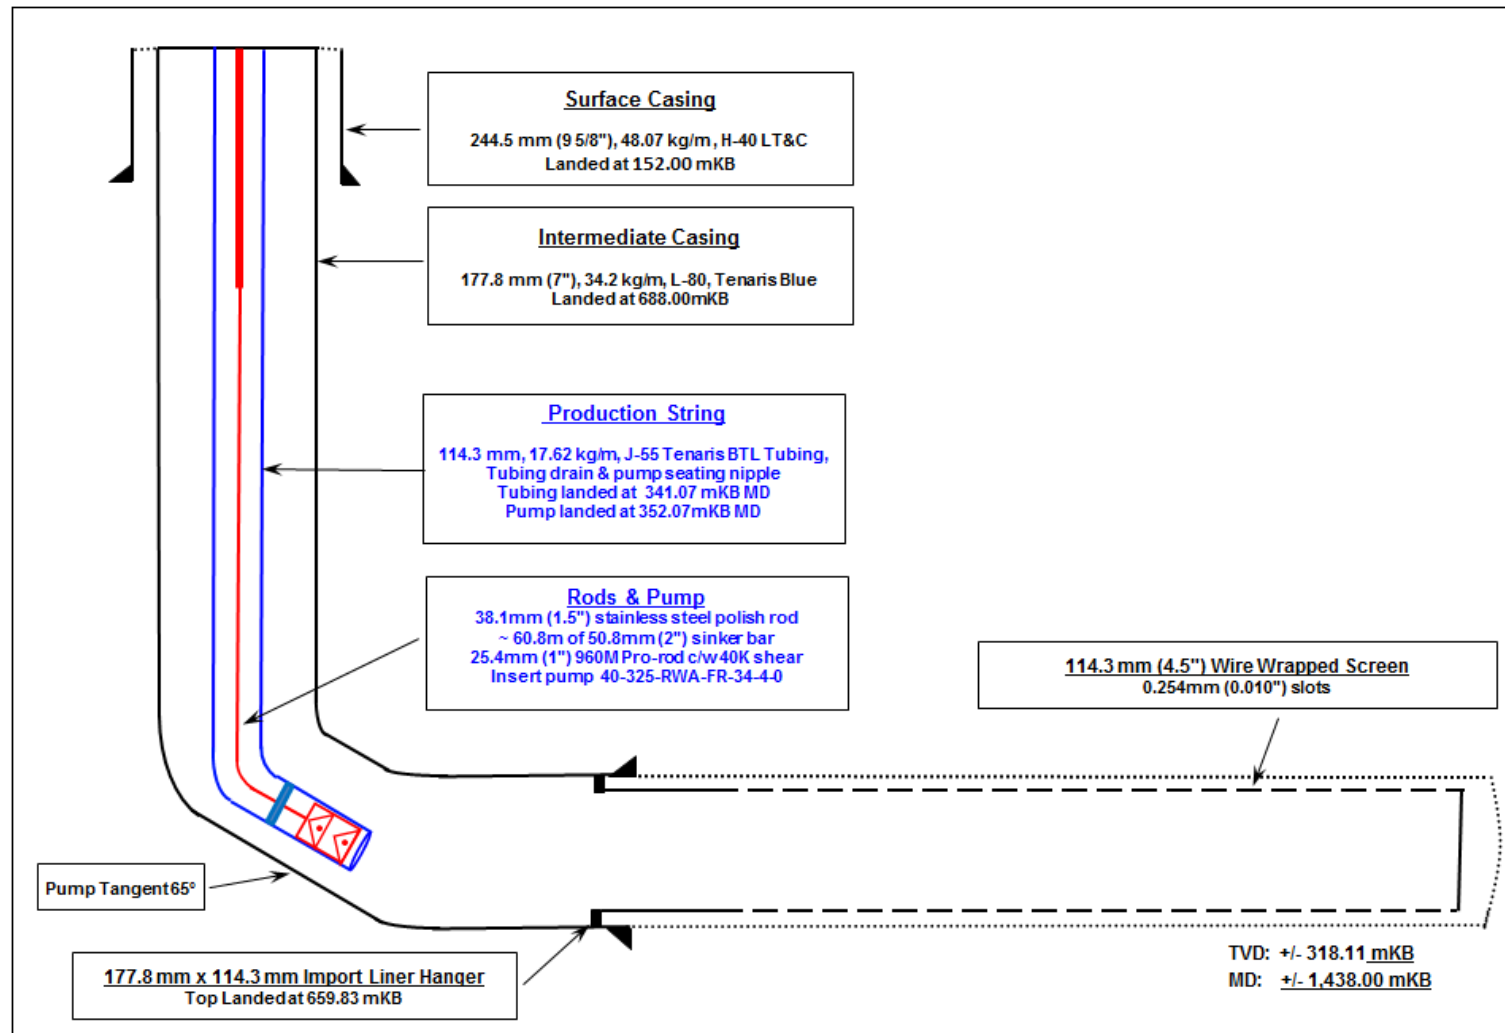 Surface Casing
244.5 mm (9 5/8"), 48.07 kg/m, H-40 LT&C
Landed at 152.00 mKB
Intermediate Casing
177.8 mm (7"), 34.2 kg/m, L-80, Tenaris Blue
Landed at 688.00mKB
Production String
114.3 mm, 17.62 kg/m, J-55 Tenaris BTL Tubing,
Tubing drain & pump seating nipple
Tubing landed at 341.07 mKB MD
Pump landed at 352.07mKB MD
Rods & Pump
38.1mm (1.5") stainless steel polish rod
~ 60.8m of 50.8mm (2") sinker bar
25.4mm (1") 960M Pro-rod c/w 40K shear
Insert pump 40-325-RWA-FR-34-4-0
114.3 mm (4.5") Wire Wrapped Screen
0.254mm (0.010") slots
Pump Tangent 65°
177.8 mm x 114.3 mm Import Liner Hanger
Top Landed at 659.83 mKB
TVD: +/- 318.11 mKB
MD: +/- 1,438.00 mKB